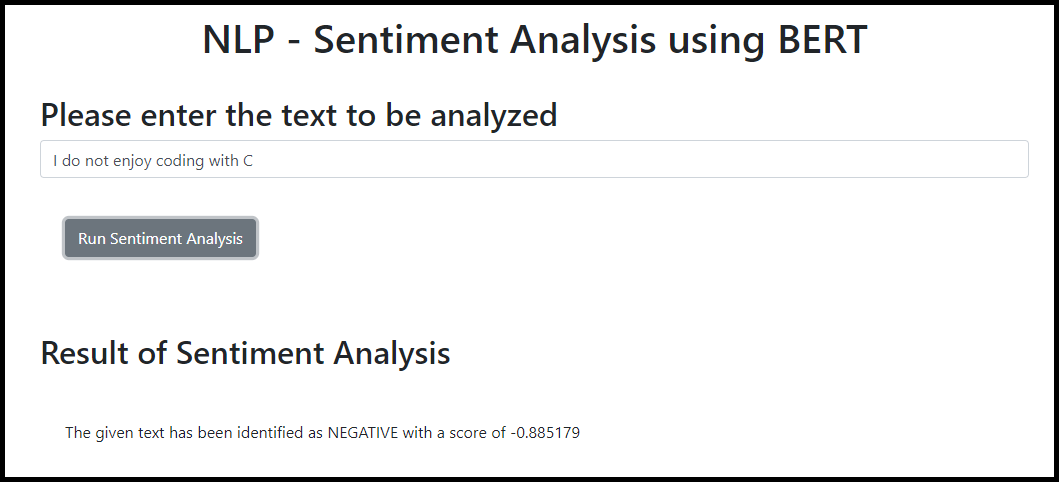 NLP - Sentiment Analysis using BERT
Please enter the text to be analyzed
I do not enjoy coding with C
Run Sentiment Analysis
Result of Sentiment Analysis
The given text has been identified as NEGATIVE with a score of -0.885179